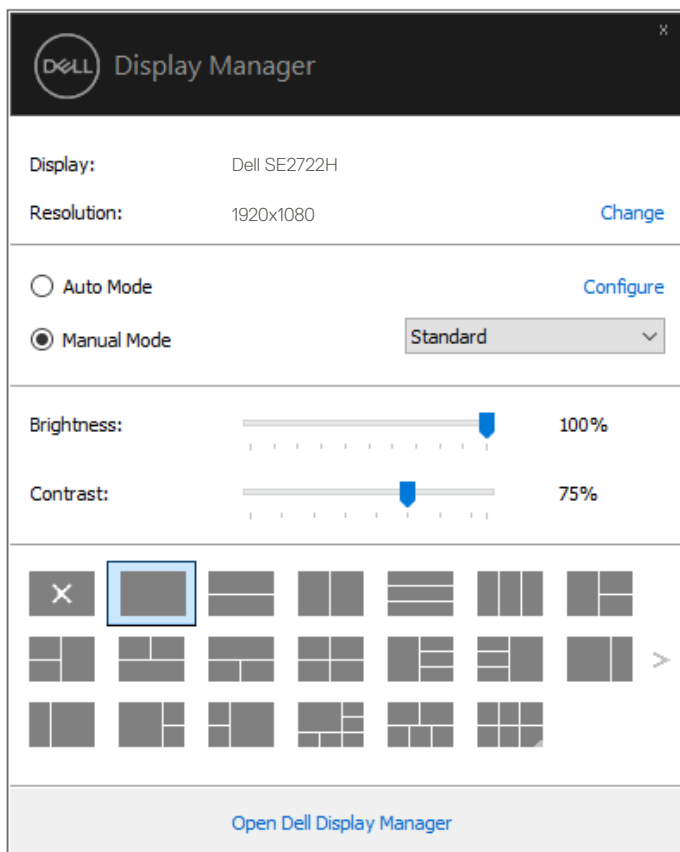 x
DELL Display Manager
Display: Dell SE2722H
Resolution: 1920x1080 Change
Auto Mode Configure
Manual Mode Standard
Brightness: 100%
Contrast: 75%
Open Dell Display Manager